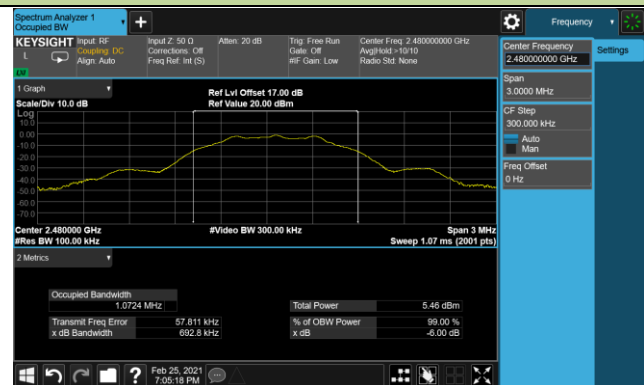 Spectrum Analyzer 1
Occupied BW
Frequency
KEYSIGHT
L
Input: RF
Coupling: DC
Align: Auto
Input Z: 50 Ω
Corrections: Off
Freq Ref: Int (S)
Atten: 20 dB
Trig: Free Run
Gate: Off
#IF Gain: Low
Center Freq: 2.480000000 GHz
Avg|Hold:>10/10
Radio Std: None
Center Frequency
2.480000000 GHz
Settings
Span
3.0000 MHz
CF Step
300.000 kHz
Auto
Man
Freq Offset
0 Hz
1 Graph
Scale/Div 10.0 dB
Ref Lvl Offset 17.00 dB
Ref Value 20.00 dBm
Log
10.0
0.00
-10.0
-20.0
-30.0
-40.0
-50.0
-60.0
-70.0
Center 2.480000 GHz
#Video BW 300.00 kHz
Span 3 MHz
#Res BW 100.00 kHz
Sweep 1.07 ms (2001 pts)
2 Metrics
Occupied Bandwidth
1.0724 MHz
Total Power 5.46 dBm
Transmit Freq Error 57.811 kHz
% of OBW Power 99.00 %
x dB Bandwidth 692.8 kHz
x dB -6.00 dB
?
Feb 25, 2021
7:05:18 PM